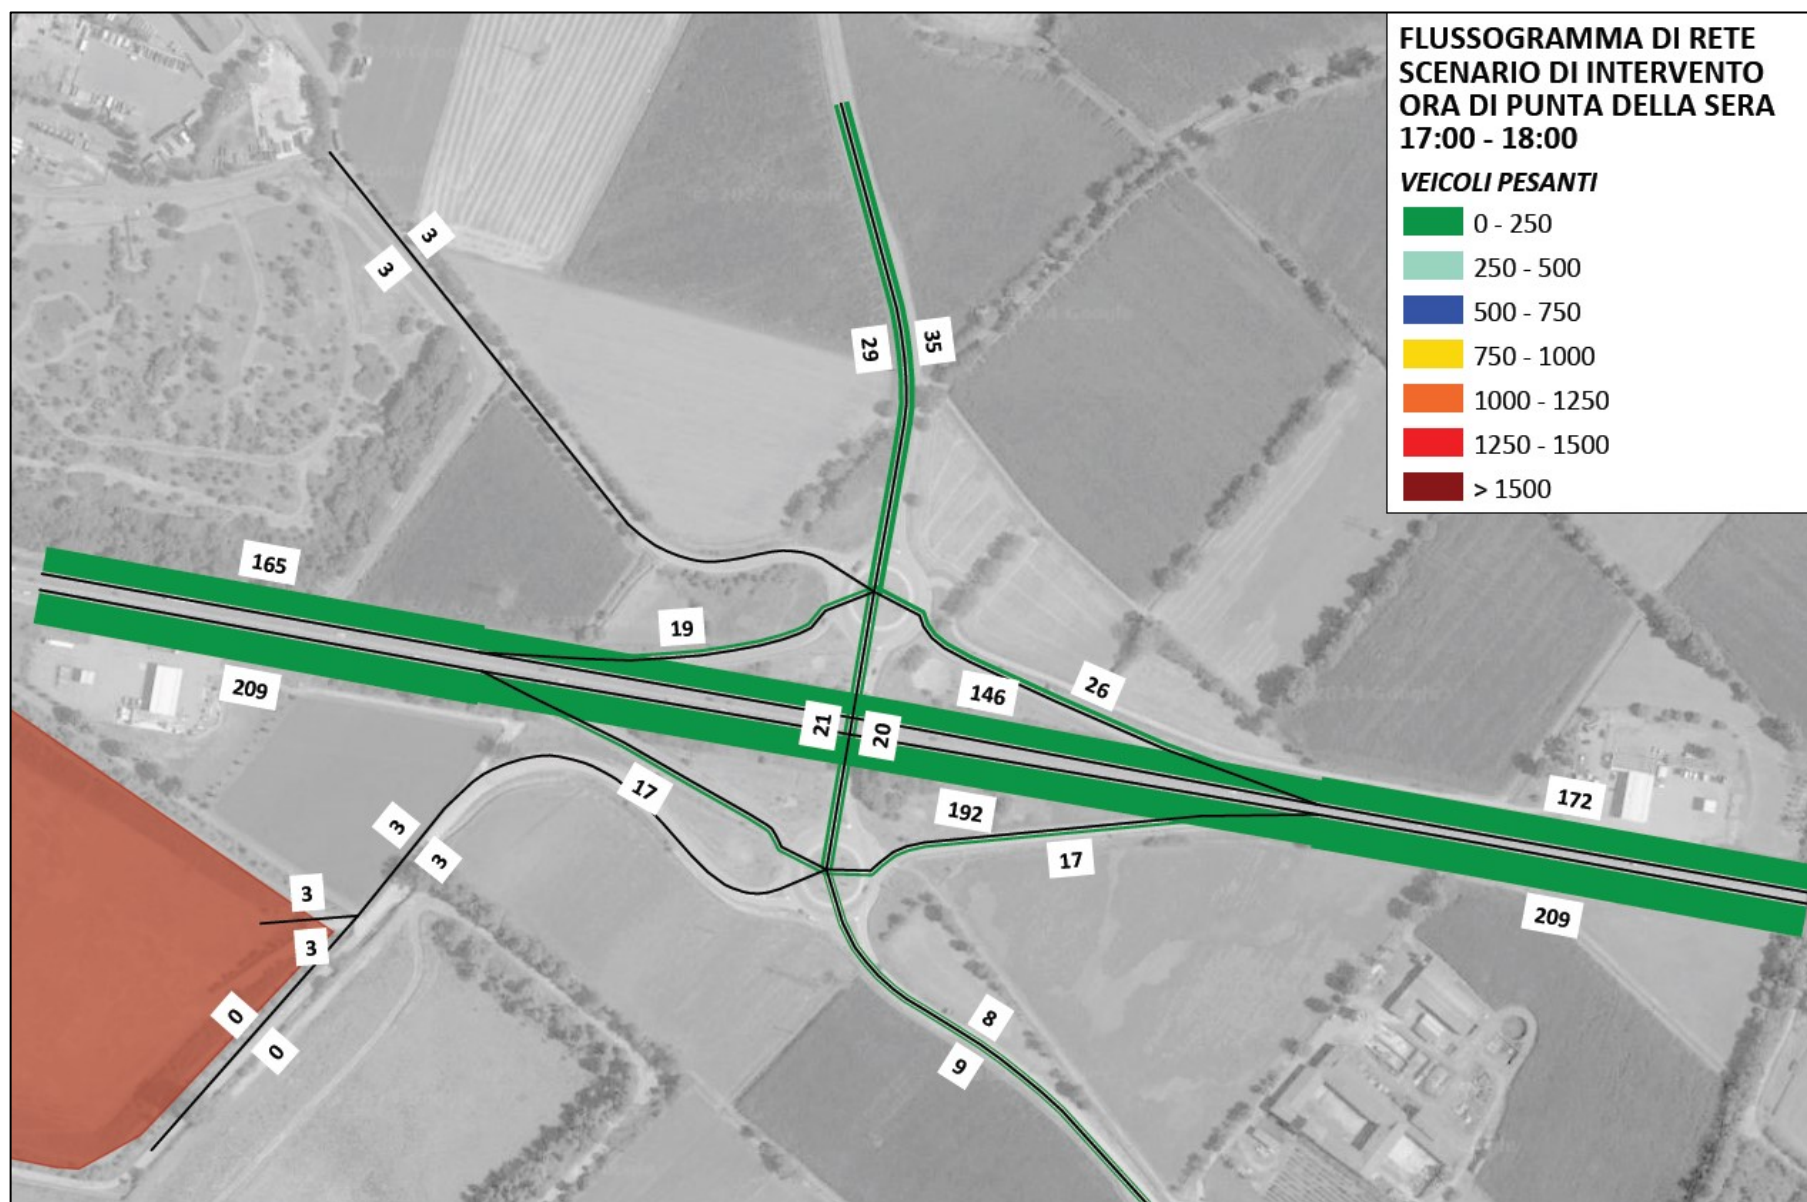 FLUSSOGRAMMA DI RETE
SCENARIO DI INTERVENTO
ORA DI PUNTA DELLA SERA
17:00 - 18:00
VEICOLI PESANTI
0 - 250
250 - 500
500 - 750
750 - 1000
1000 - 1250
1250 - 1500
> 1500
3
3
29
35
165
19
209
146
26
21
20
17
192
172
17
209
3
3
3
3
0
0
8
9